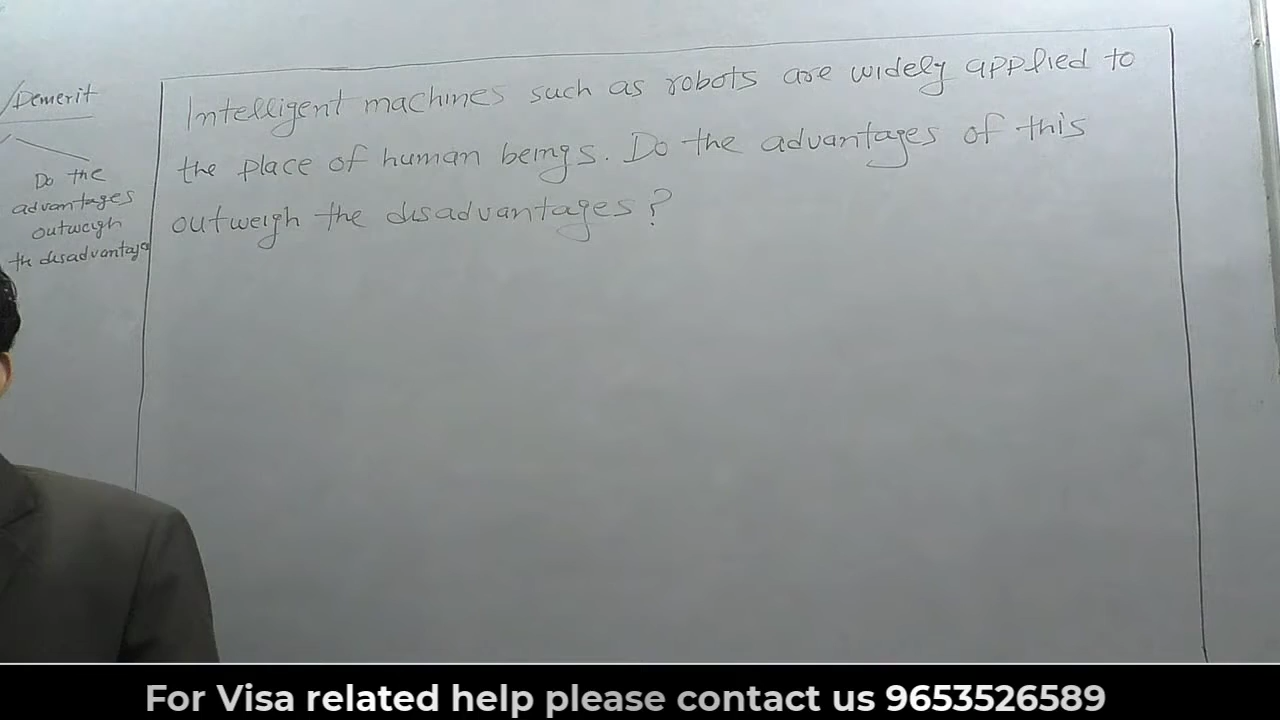 /Demerit
Do the
advantages
outweigh
the disadvantage
Intelligent machines such as robots are widely applied to
the place of human beings. Do the advantages of this
outweigh the disadvantages?
For Visa related help please contact us 9653526589